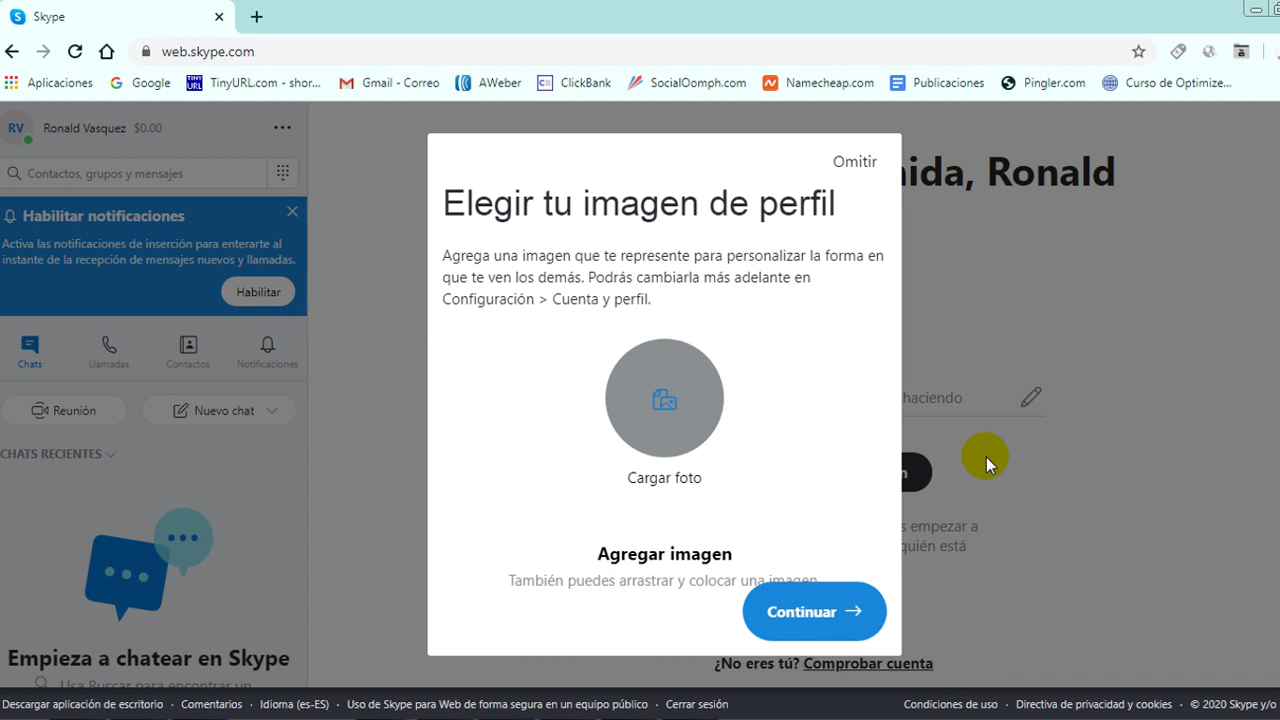 Skype
web.skype.com
Aplicaciones
Google
TinyURL.com - shor...
Gmail - Correo
AWeber
ClickBank
SocialOomph.com
Namecheap.com
Publicaciones
Pingler.com
Curso de Optimize...
RV Ronald Vasquez $0.00
Contactos, grupos y mensajes
Habilitar notificaciones
Activa las notificaciones de inserción para enterarte al
instante de la recepción de mensajes nuevos y llamadas.
Habilitar
Chats
Llamadas
Contactos
Notificaciones
Reunión
Nuevo chat
CHATS RECIENTES
Empieza a chatear en Skype
Usa Buscar para encontrar un
Omitir
Elegir tu imagen de perfil
Agrega una imagen que te represente para personalizar la forma en
que te ven los demás. Podrás cambiarla más adelante en
Configuración > Cuenta y perfil.
Cargar foto
Agregar imagen
También puedes arrastrar y colocar una imagen
Continuar
nida, Ronald
haciendo
n
s empezar a
quién está
¿No eres tú? Comprobar cuenta
Descargar aplicación de escritorio • Comentarios • Idioma (es-ES) • Uso de Skype para Web de forma segura en un equipo público • Cerrar sesión
Condiciones de uso • Directiva de privacidad y cookies • © 2020 Skype y/o